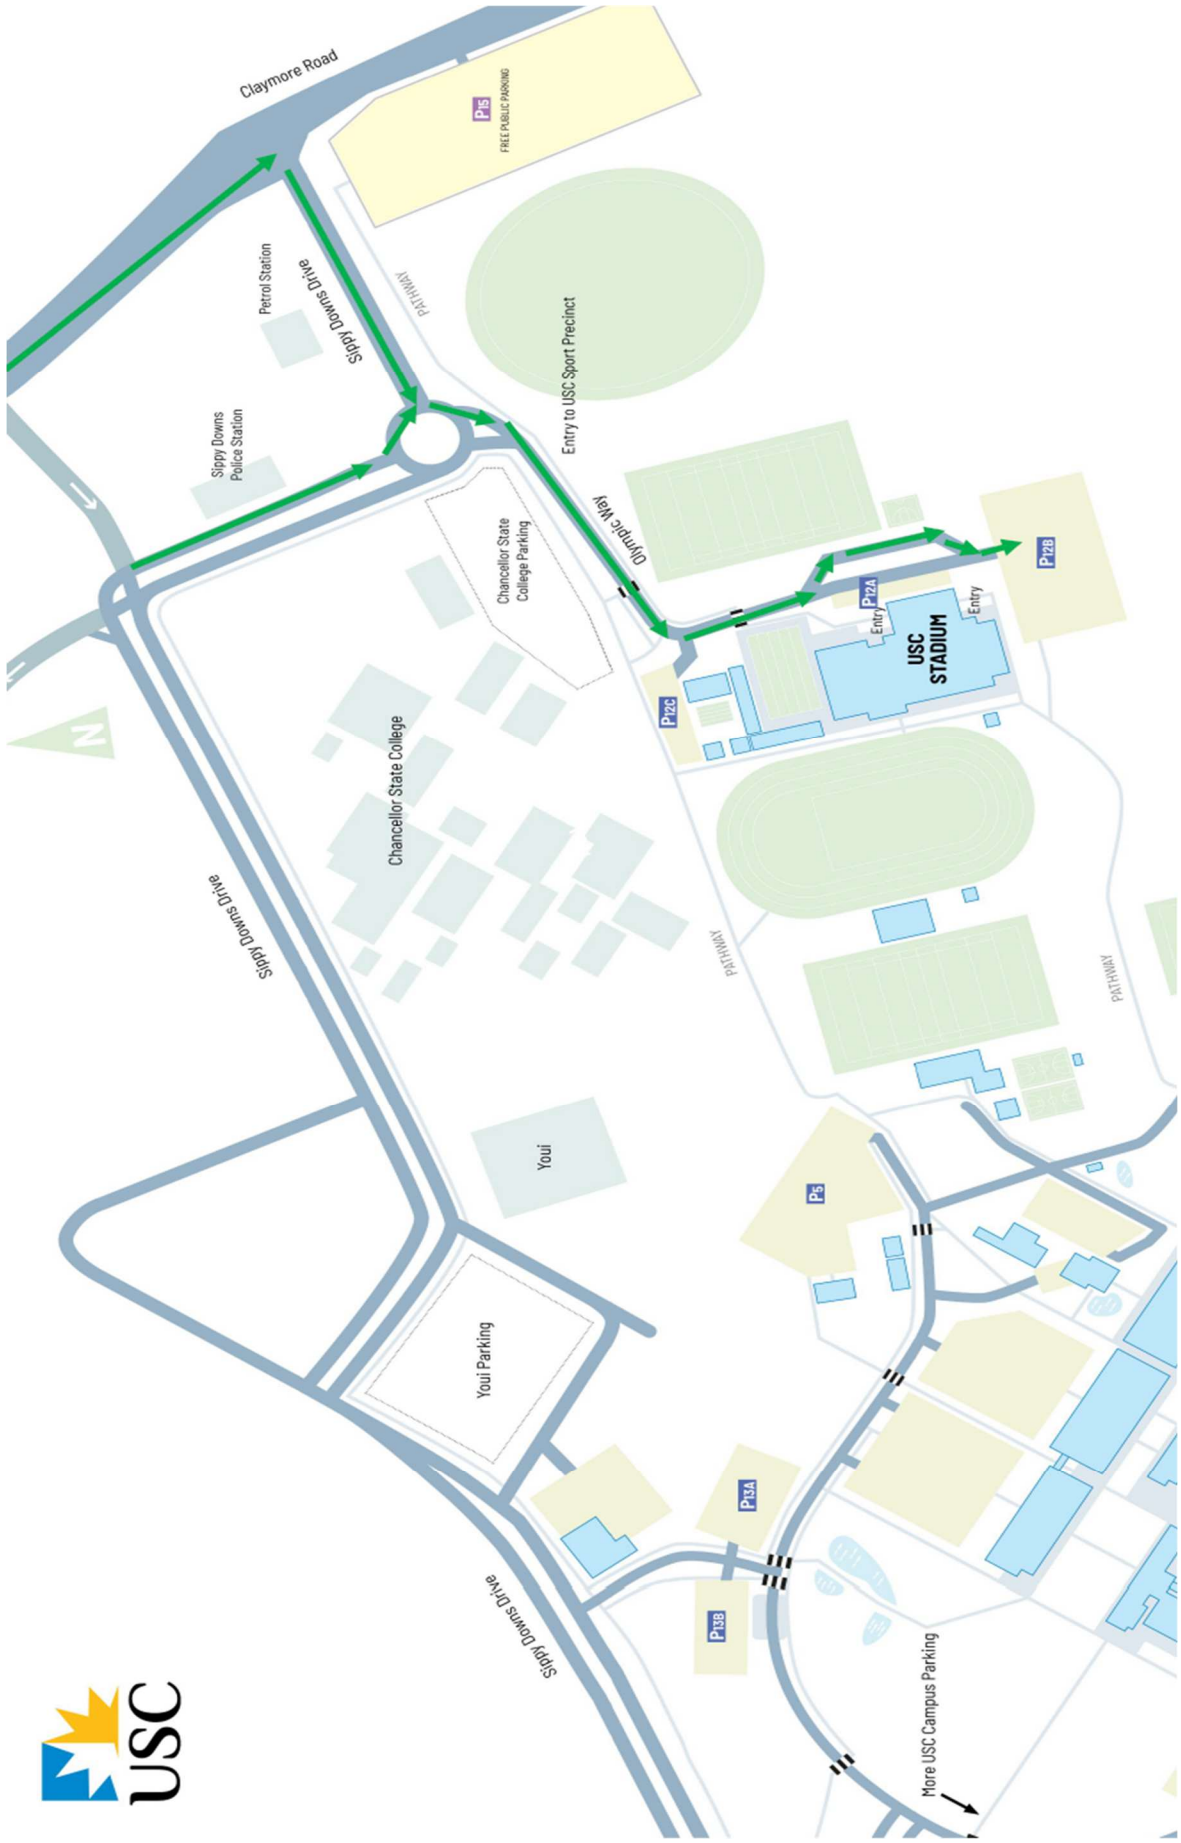 Claymore Road
P15
FREE PUBLIC PARKING
Petrol Station
Sippy Downs Drive
PATHWAY
Sippy Downs
Police Station
Entry to USC Sport Precinct
Chancellor State
College Parking
Olympic Way
P12B
P12A
Entry
Entry
USC
STADIUM
P12C
N
Chancellor State College
Sippy Downs Drive
PATHWAY
PATHWAY
Youi
P5
Youi Parking
P13A
P13B
Sippy Downs Drive
More USC Campus Parking
USC